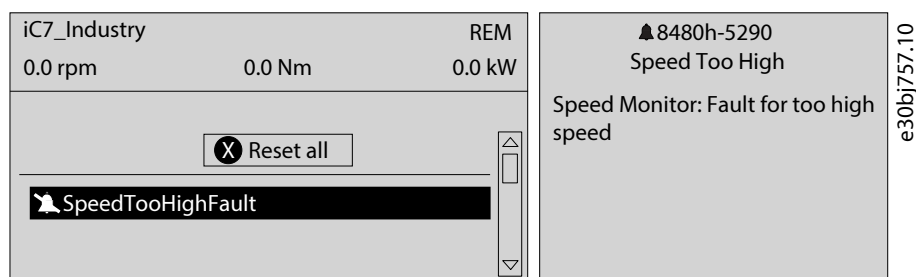 iC7_Industry REM
0.0 rpm 0.0 Nm 0.0 kW
X Reset all
SpeedTooHighFault
8480h-5290
Speed Too High
Speed Monitor: Fault for too high
speed
e30bj757.10